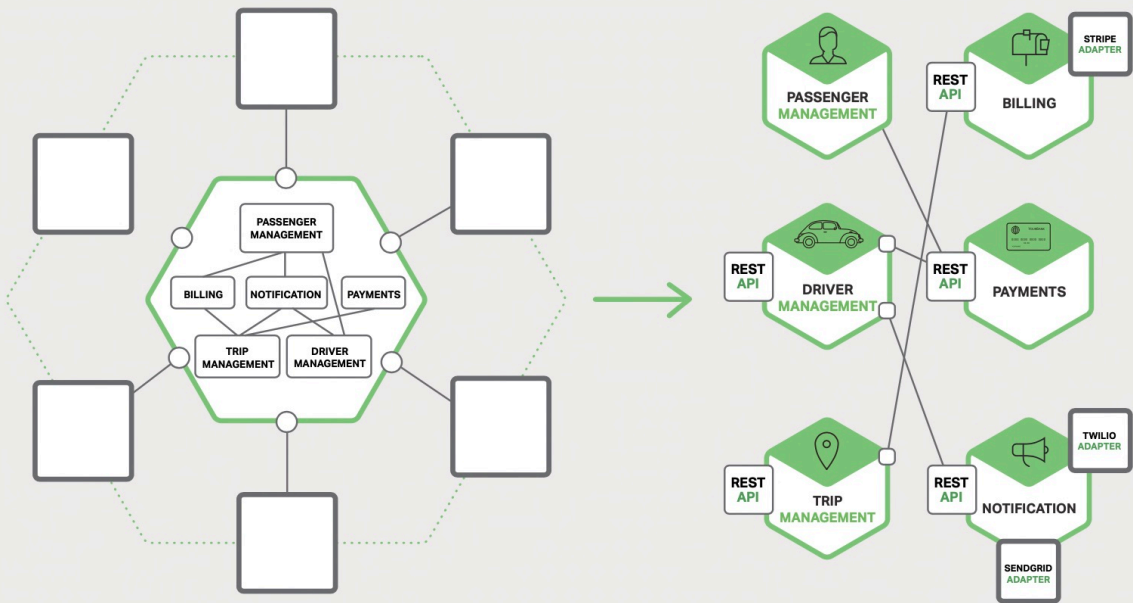 PASSENGER
MANAGEMENT
BILLING
NOTIFICATION
PAYMENTS
TRIP
MANAGEMENT
DRIVER
MANAGEMENT
PASSENGER
MANAGEMENT
REST
API
BILLING
STRIPE
ADAPTER
REST
API
DRIVER
MANAGEMENT
REST
API
PAYMENTS
REST
API
TRIP
MANAGEMENT
REST
API
NOTIFICATION
TWILIO
ADAPTER
SENDGRID
ADAPTER